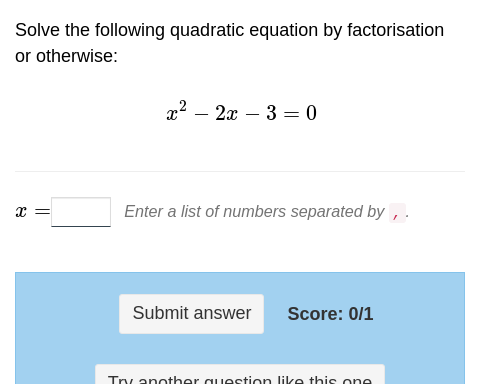 Solve the following quadratic equation by factorisation
or otherwise:
x² − 2x − 3 = 0
x = Enter a list of numbers separated by , .
Submit answer Score: 0/1
Try another question like this one